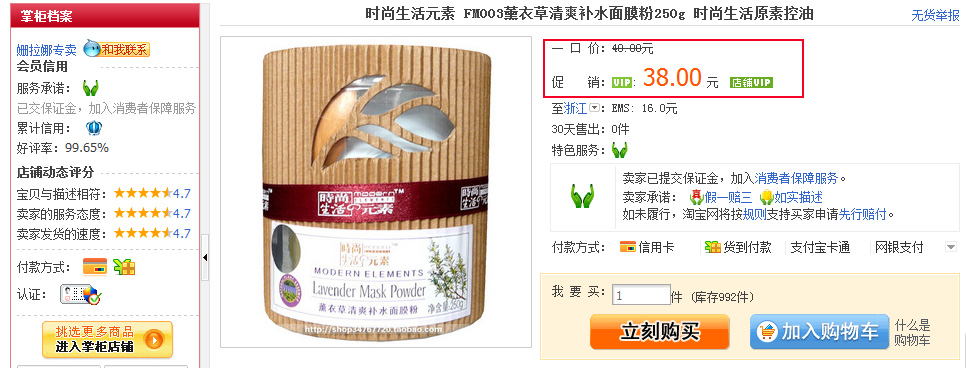 时尚生活元素 FM003薰衣草清爽补水面膜粉250g 时尚生活原素控油
无货举报
掌柜档案
姗拉娜专卖 和我联系
会员信用
服务承诺：
已交保证金，加入消费者保障服务
累计信用：
好评率：99.65%
店铺动态评分
宝贝与描述相符： 4.7
卖家的服务态度： 4.7
卖家发货的速度： 4.7
付款方式：
认证：
挑选更多商品
进入掌柜店铺
時尚
生活 元素
modern
ELEMENTS
TM
時尚
生活 元素
MODERN ELEMENTS
Lavender Mask Powder
薰衣草清爽补水面膜粉
净含量250g
http://shop34767720.taobao.com
一 口 价：40.00元
促 销：VIP：38.00 元 店铺VIP
至浙江：EMS: 16.0元
30天售出：0件
特色服务：
卖家已提交保证金，加入消费者保障服务。
卖家承诺：假一赔三 如实描述
如未履行，淘宝网将按规则支持买家申请先行赔付。
付款方式： 信用卡 货到付款 支付宝卡通 网银支付
我 要 买：1 件 (库存992件)
立刻购买
加入购物车
什么是
购物车